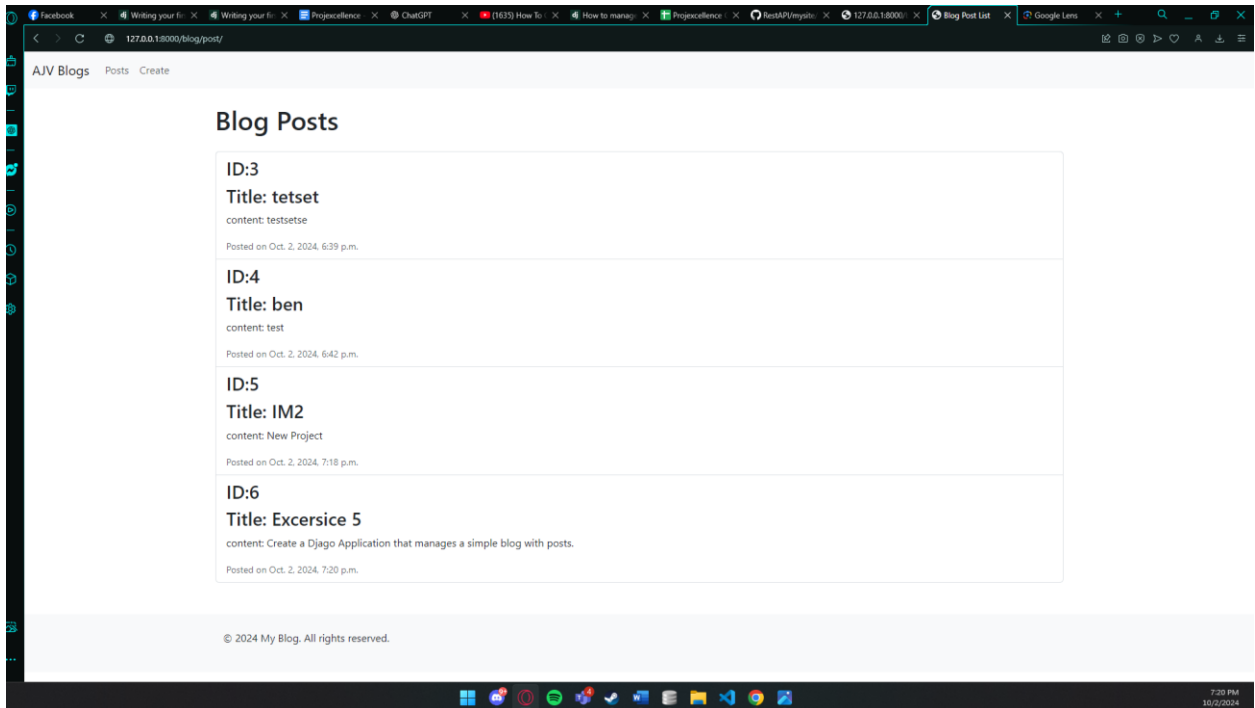 Facebook
Writing your fir
Writing your fir
Projexcellence
ChatGPT
(1635) How To
How to manag
Projexcellence
RestAPI/mysite
127.0.0.1:8000/
Blog Post List
Google Lens
127.0.0.1:8000/blog/post/
AJV Blogs Posts Create
Blog Posts
ID:3
Title: tetset
content: testsetse
Posted on Oct. 2, 2024, 6:39 p.m.
ID:4
Title: ben
content: test
Posted on Oct. 2, 2024, 6:42 p.m.
ID:5
Title: IM2
content: New Project
Posted on Oct. 2, 2024, 7:18 p.m.
ID:6
Title: Excersice 5
content: Create a Djago Application that manages a simple blog with posts.
Posted on Oct. 2, 2024, 7:20 p.m.
© 2024 My Blog. All rights reserved.
7:20 PM
10/2/2024